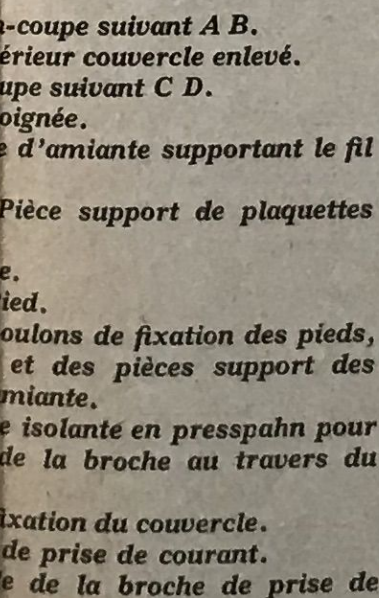 -coupe suivant A B.
érieur couvercle enlevé.
upe suivant C D.
oignée.
e d'amiante supportant le fil
Pièce support de plaquettes
e.
ied.
oulons de fixation des pieds,
et des pièces support des
miante.
e isolante en presspahn pour
de la broche au travers du
ixation du couvercle.
de prise de courant.
e de la broche de prise de